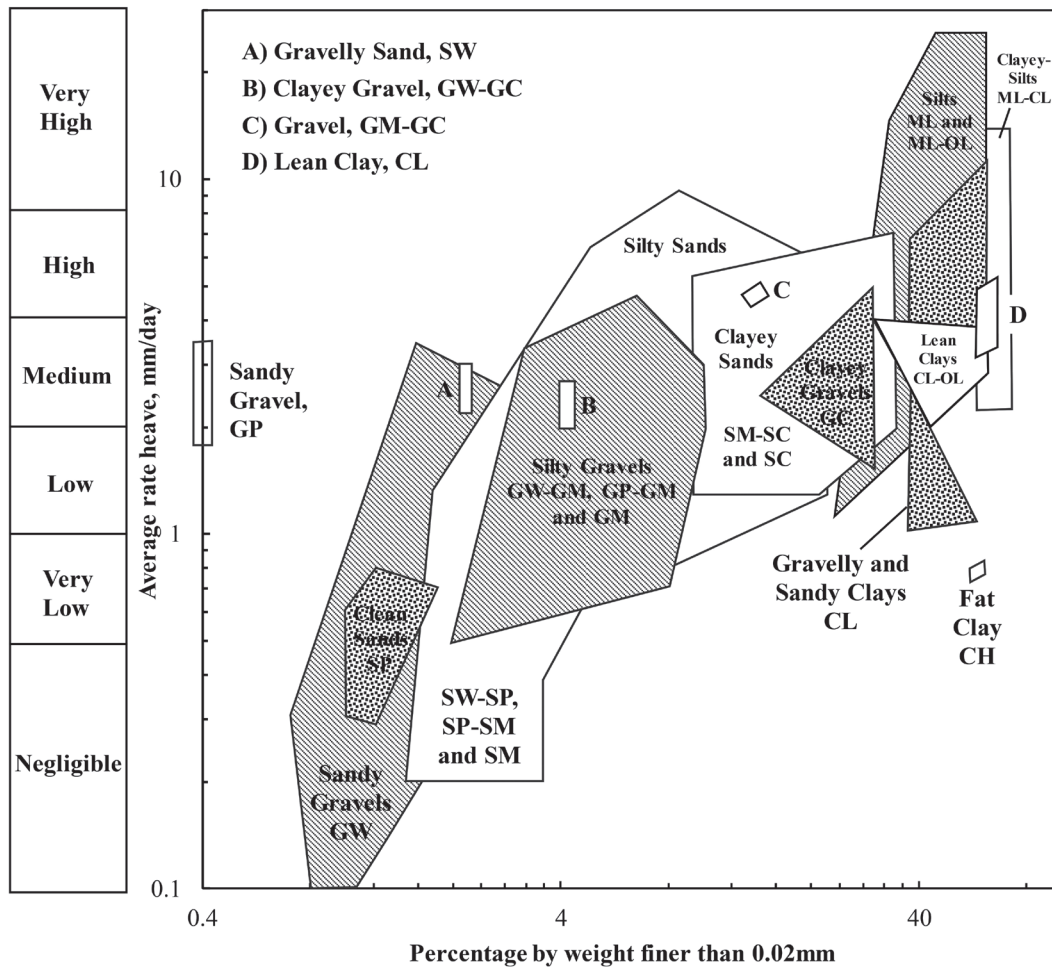 Very
High
High
Medium
Low
Very
Low
Negligible
Average rate heave, mm/day
10
1
0.1
A) Gravelly Sand, SW
B) Clayey Gravel, GW-GC
C) Gravel, GM-GC
D) Lean Clay, CL
Clayey-
Silts
ML-CL
Silts
ML and
ML-OL
Silty Sands
C
D
Clayey
Sands
Lean
Clays
CL-OL
Sandy
Gravel,
GP
A
B
Clayey
Gravels
GC
SM-SC
and SC
Silty Gravels
GW-GM, GP-GM
and GM
Gravelly and
Sandy Clays
CL
Fat
Clay
CH
Clean
Sands
SP
SW-SP,
SP-SM
and SM
Sandy
Gravels
GW
0.4
4
40
Percentage by weight finer than 0.02mm